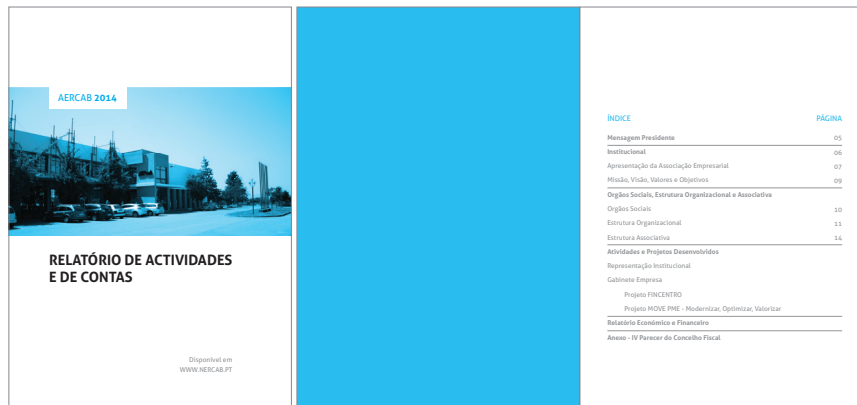 AERCAB 2014
RELATÓRIO DE ACTIVIDADES
E DE CONTAS
Disponível em
WWW.NERCAB.PT
ÍNDICE PÁGINA
Mensagem Presidente 05
Institucional 06
Apresentação da Associação Empresarial 07
Missão, Visão, Valores e Objetivos 09
Orgãos Sociais, Estrutura Organizacional e Associativa
Orgãos Sociais 10
Estrutura Organizacional 11
Estrutura Associativa 14
Atividades e Projetos Desenvolvidos
Representação Institucional
Gabinete Empresa
Projeto FINCENTRO
Projeto MOVE PME - Modernizar, Optimizar, Valorizar
Relatório Económico e Financeiro
Anexo - IV Parecer do Concelho Fiscal